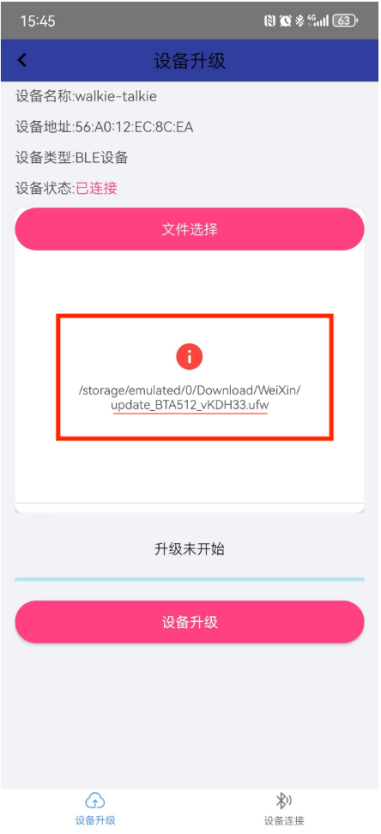 15:45
4G
63
设备升级
设备名称:walkie-talkie
设备地址:56:A0:12:EC:8C:EA
设备类型:BLE设备
设备状态:已连接
文件选择
/storage/emulated/0/Download/WeiXin/
update_BTA512_vKDH33.ufw
升级未开始
设备升级
设备升级
设备连接